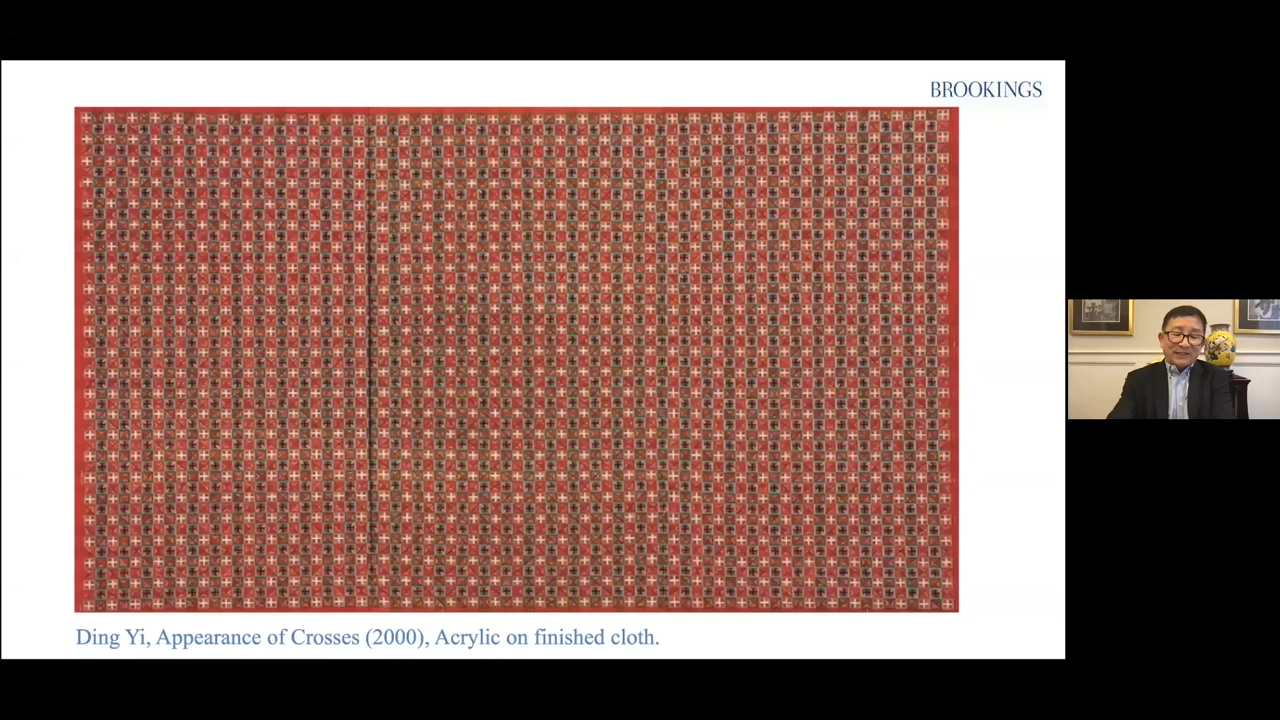 BROOKINGS
Ding Yi, Appearance of Crosses (2000), Acrylic on finished cloth.